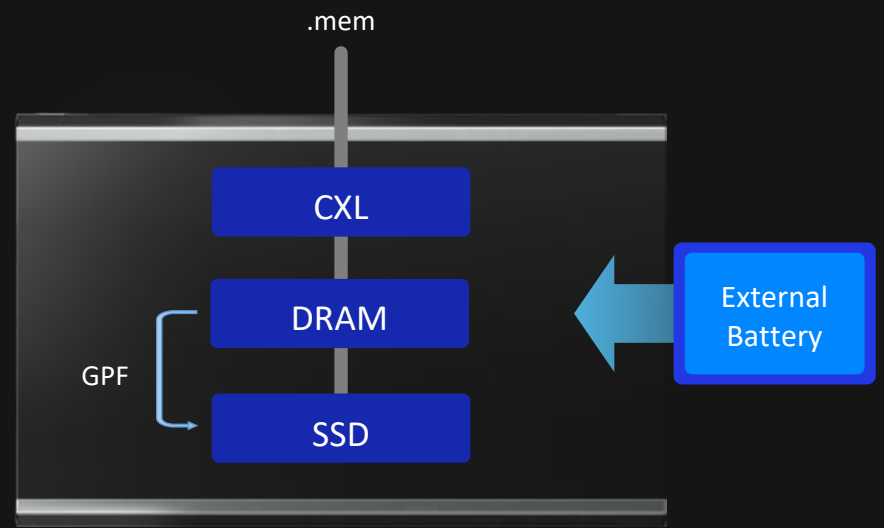 .mem
CXL
DRAM
GPF
SSD
External
Battery